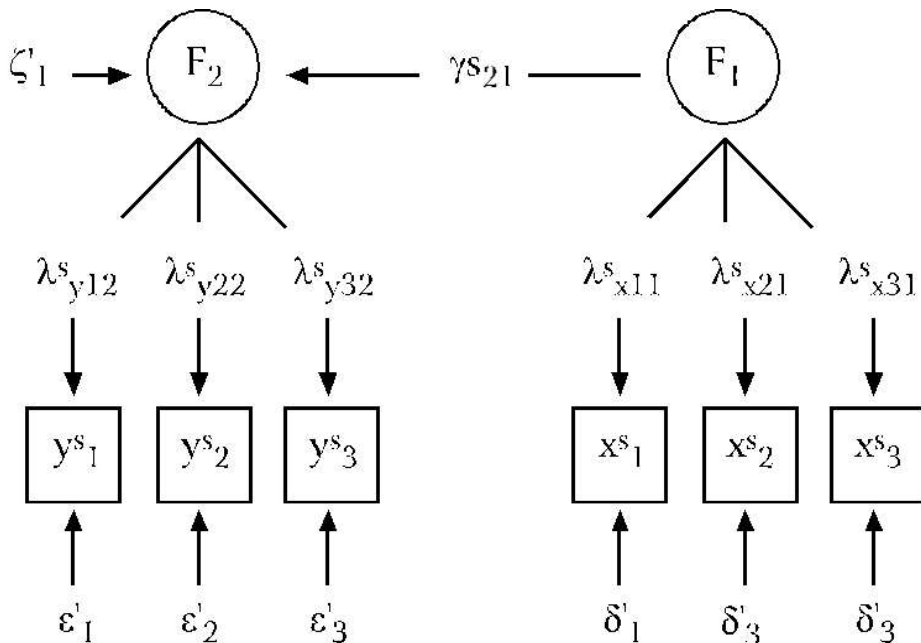 ζ'₁ F₂ γs₂₁ F₁
λˢy12 λˢy22 λˢy32 λˢx11 λˢx21 λˢx31
yˢ₁ yˢ₂ yˢ₃ xˢ₁ xˢ₂ xˢ₃
ε'₁ ε'₂ ε'₃ δ'₁ δ'₃ δ'₃